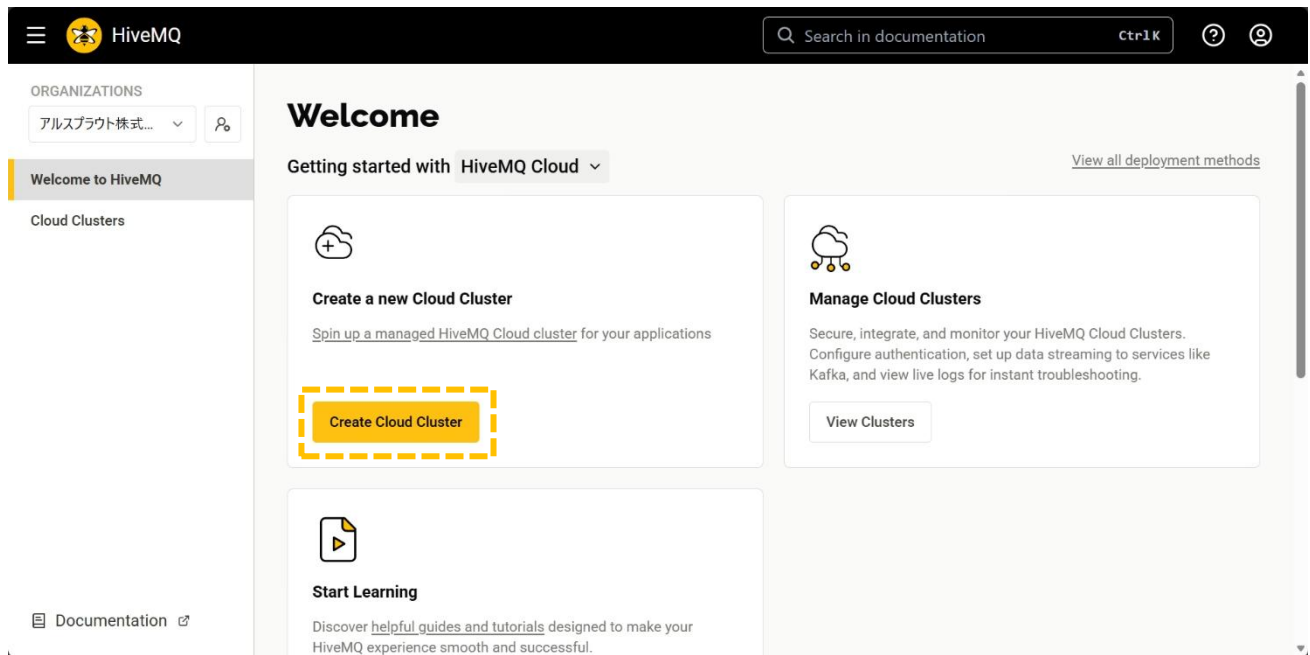 HiveMQ
Search in documentation
Ctrl K
ORGANIZATIONS
アルスプラウト株式...
Welcome to HiveMQ
Cloud Clusters
Documentation
Welcome
Getting started with HiveMQ Cloud
View all deployment methods
Create a new Cloud Cluster
Spin up a managed HiveMQ Cloud cluster for your applications
Create Cloud Cluster
Manage Cloud Clusters
Secure, integrate, and monitor your HiveMQ Cloud Clusters.
Configure authentication, set up data streaming to services like
Kafka, and view live logs for instant troubleshooting.
View Clusters
Start Learning
Discover helpful guides and tutorials designed to make your
HiveMQ experience smooth and successful.